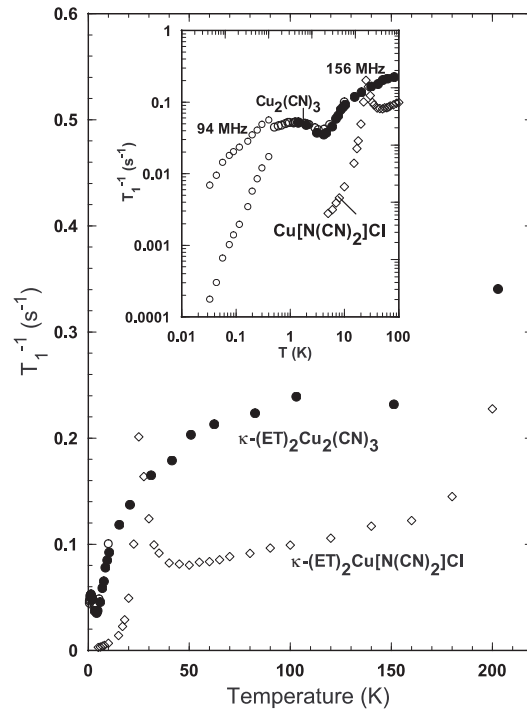 0.6
0.5
0.4
0.3
0.2
0.1
0
T₁⁻¹ (s⁻¹)
0 50 100 150 200
Temperature (K)
κ-(ET)₂Cu₂(CN)₃
κ-(ET)₂Cu[N(CN)₂]Cl
1
0.1
0.01
0.001
0.0001
T₁⁻¹ (s⁻¹)
0.01 0.1 1 10 100
T (K)
156 MHz
Cu₂(CN)₃
94 MHz
Cu[N(CN)₂]Cl